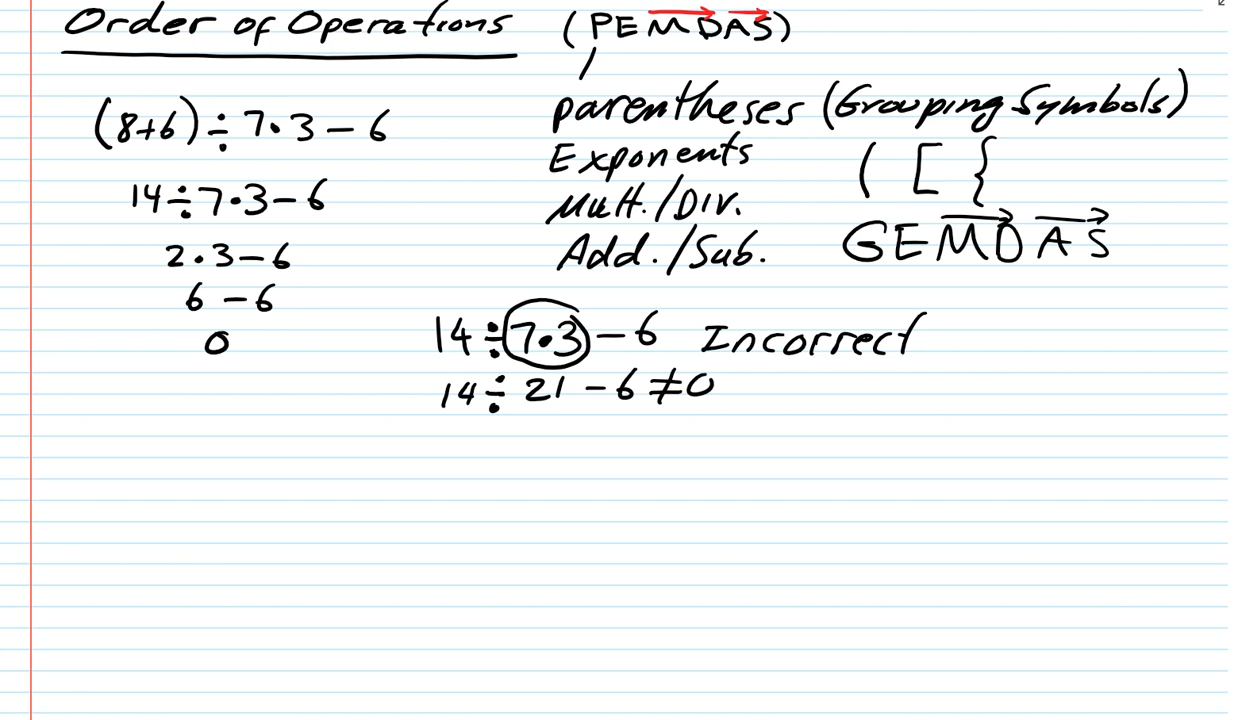 Order of Operations (PEMDAS)
(8+6) ÷ 7 • 3 − 6
14 ÷ 7 • 3 − 6
2 • 3 − 6
6 − 6
0
parentheses (Grouping Symbols)
Exponents ( [ {
Mult./Div.
Add./Sub. GEMDAS
14 ÷ 7 • 3 − 6 Incorrect
14 ÷ 21 − 6 ≠ 0